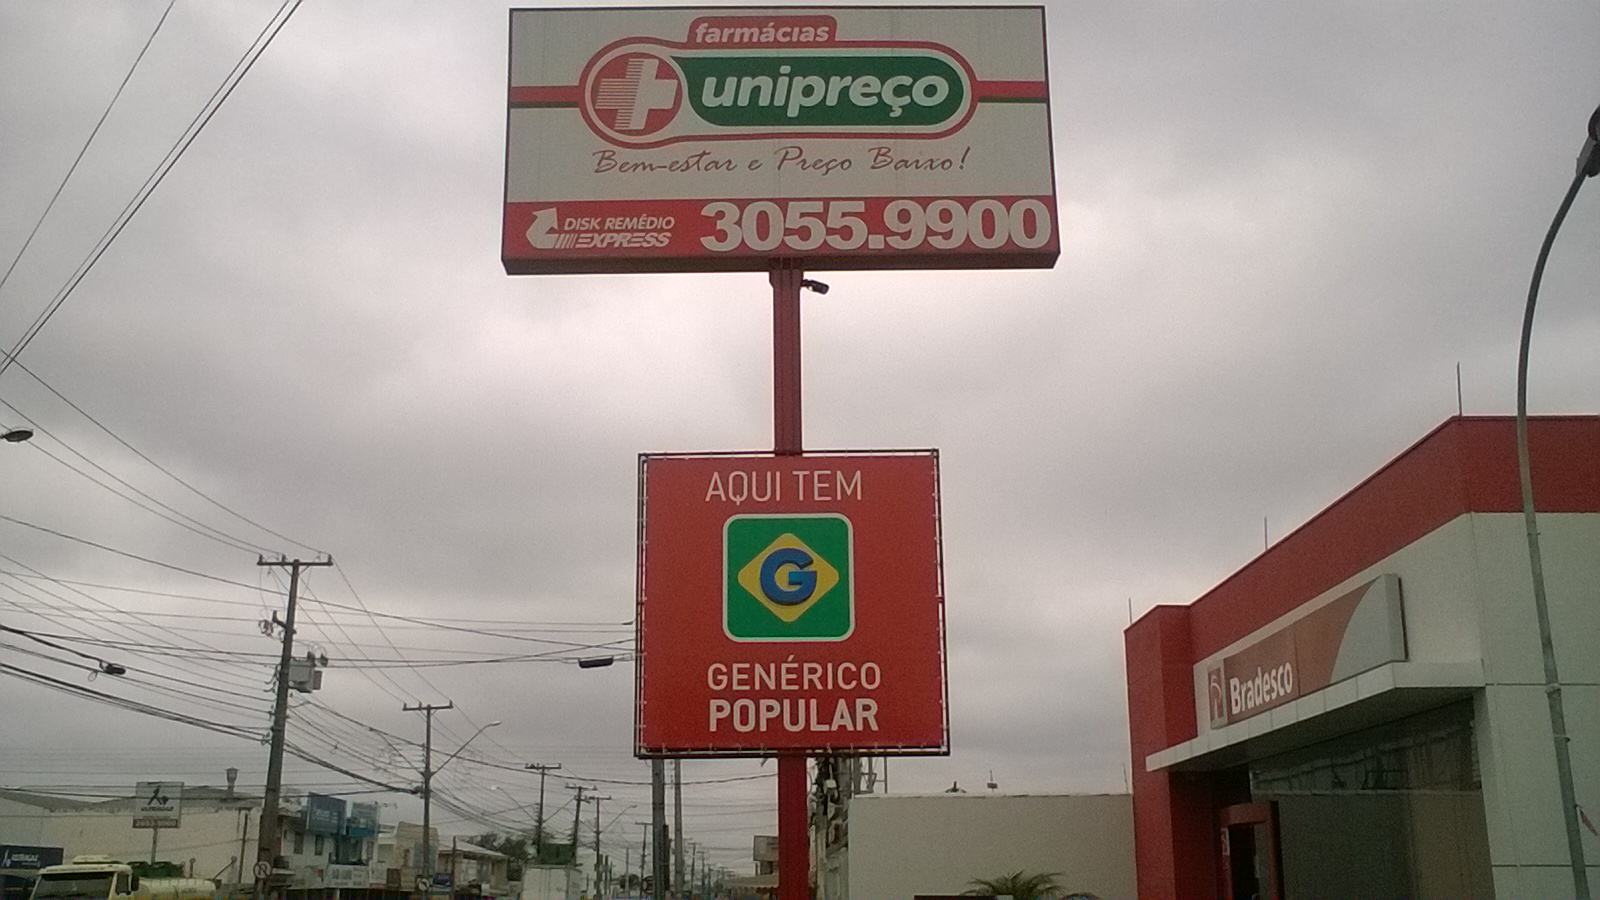 farmácias
unipreço
Bem-estar e Preço Baixo!
DISK REMÉDIO
EXPRESS
3055.9900
AQUI TEM
G
GENÉRICO
POPULAR
Bradesco